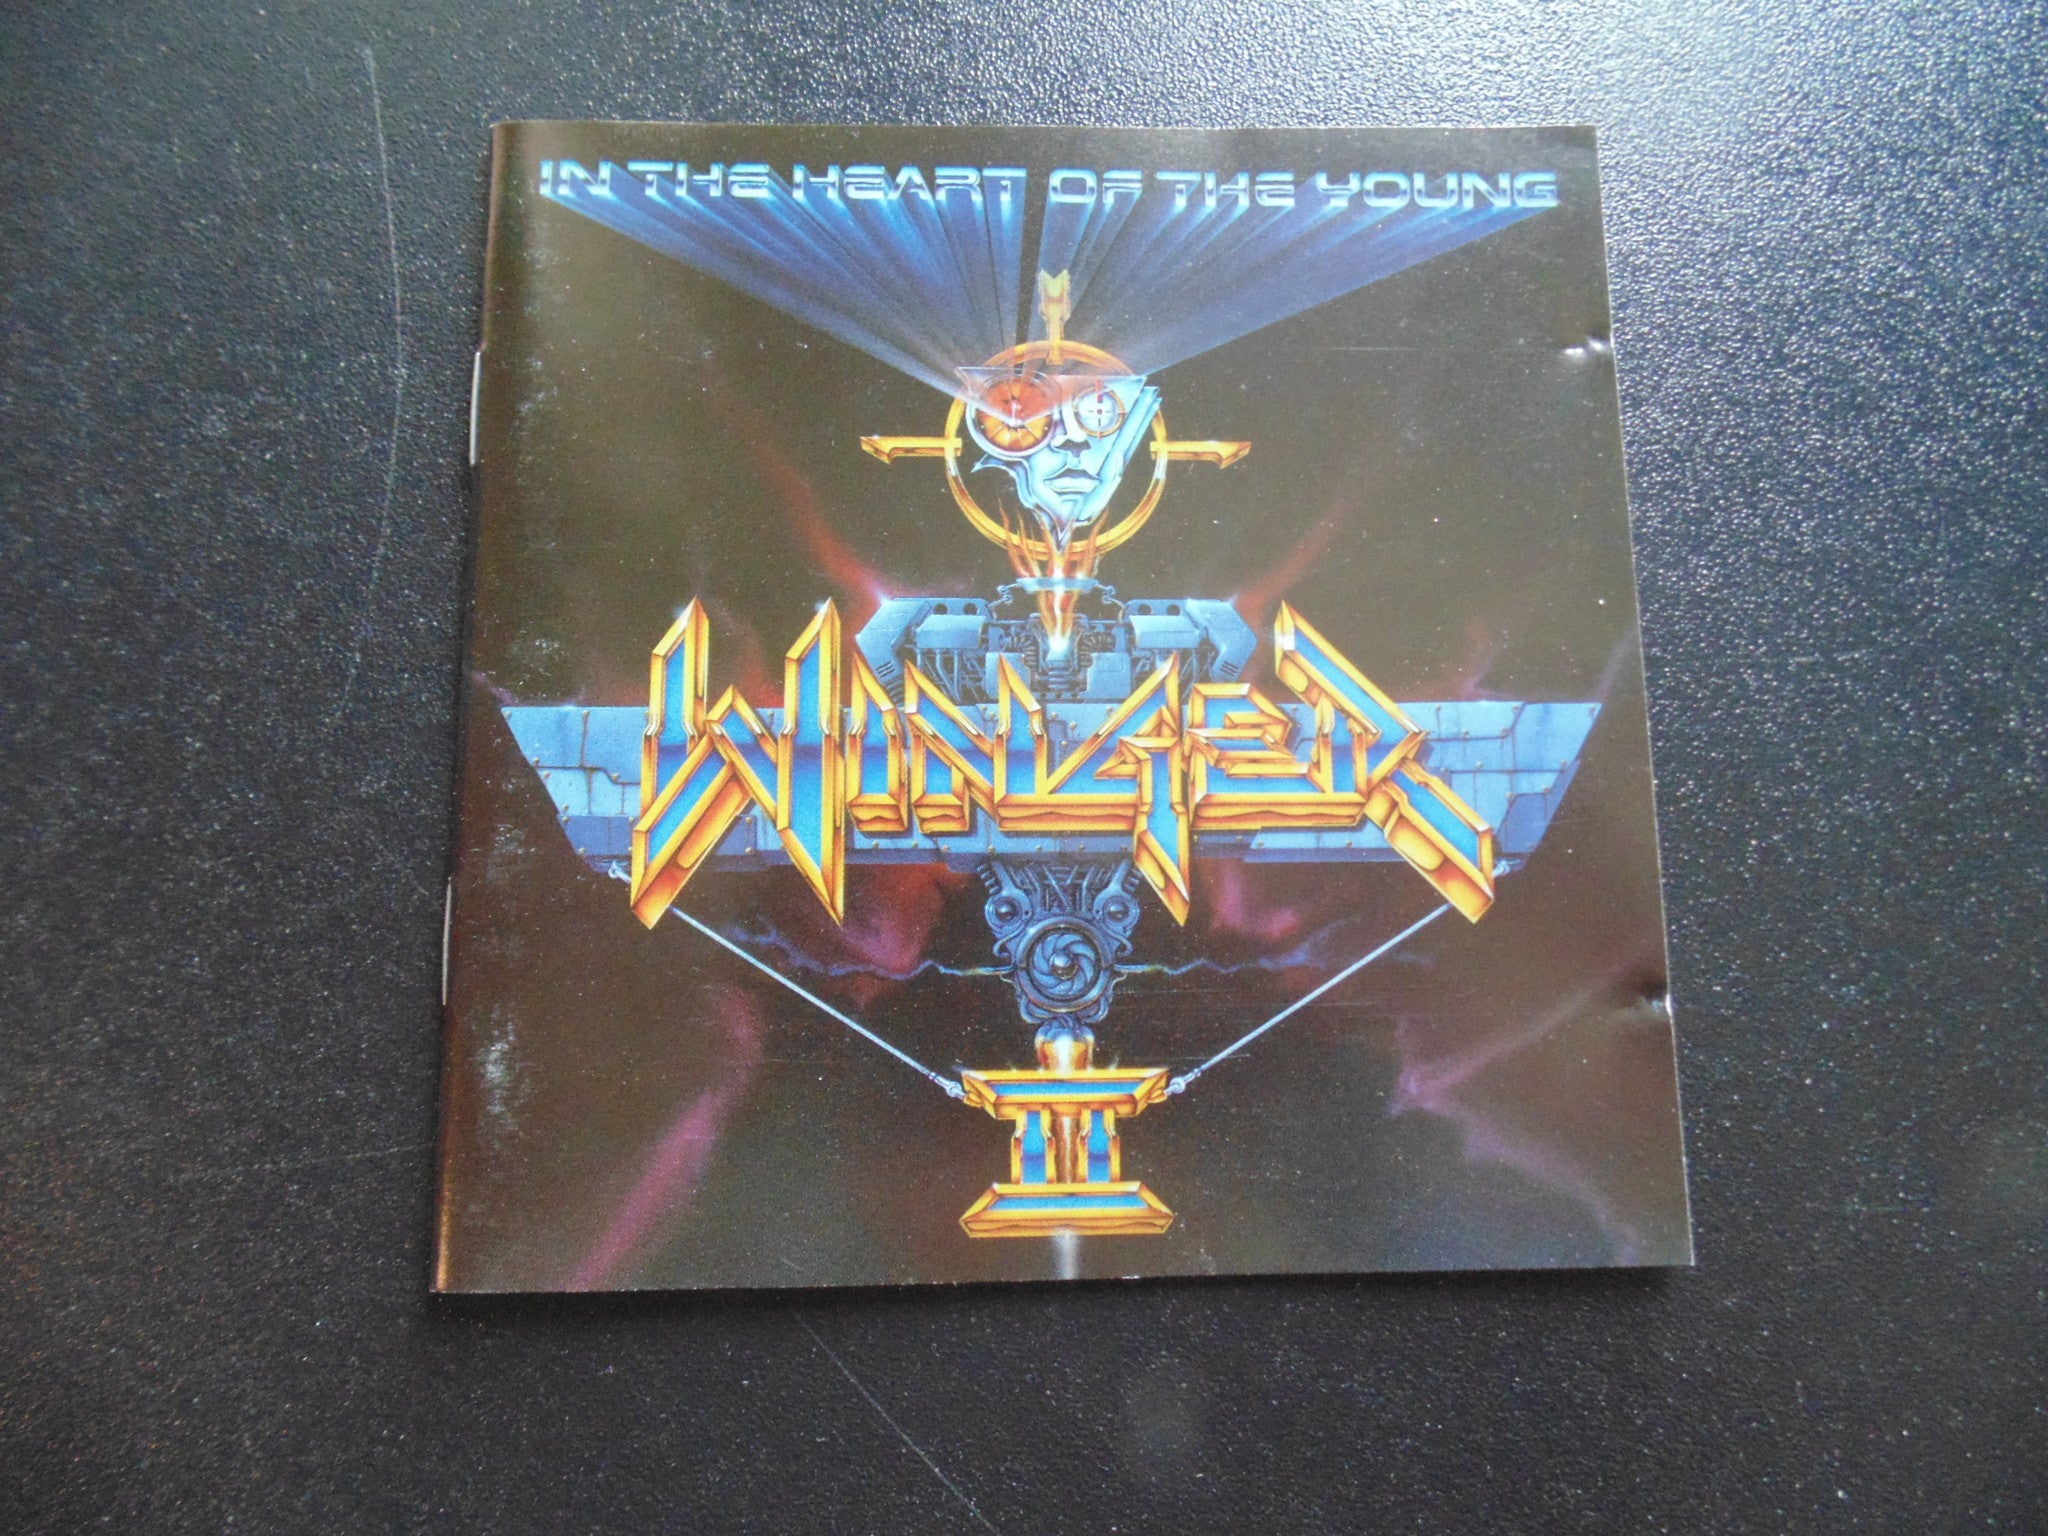 IN THE HEART OF THE YOUNG
WINGER
II